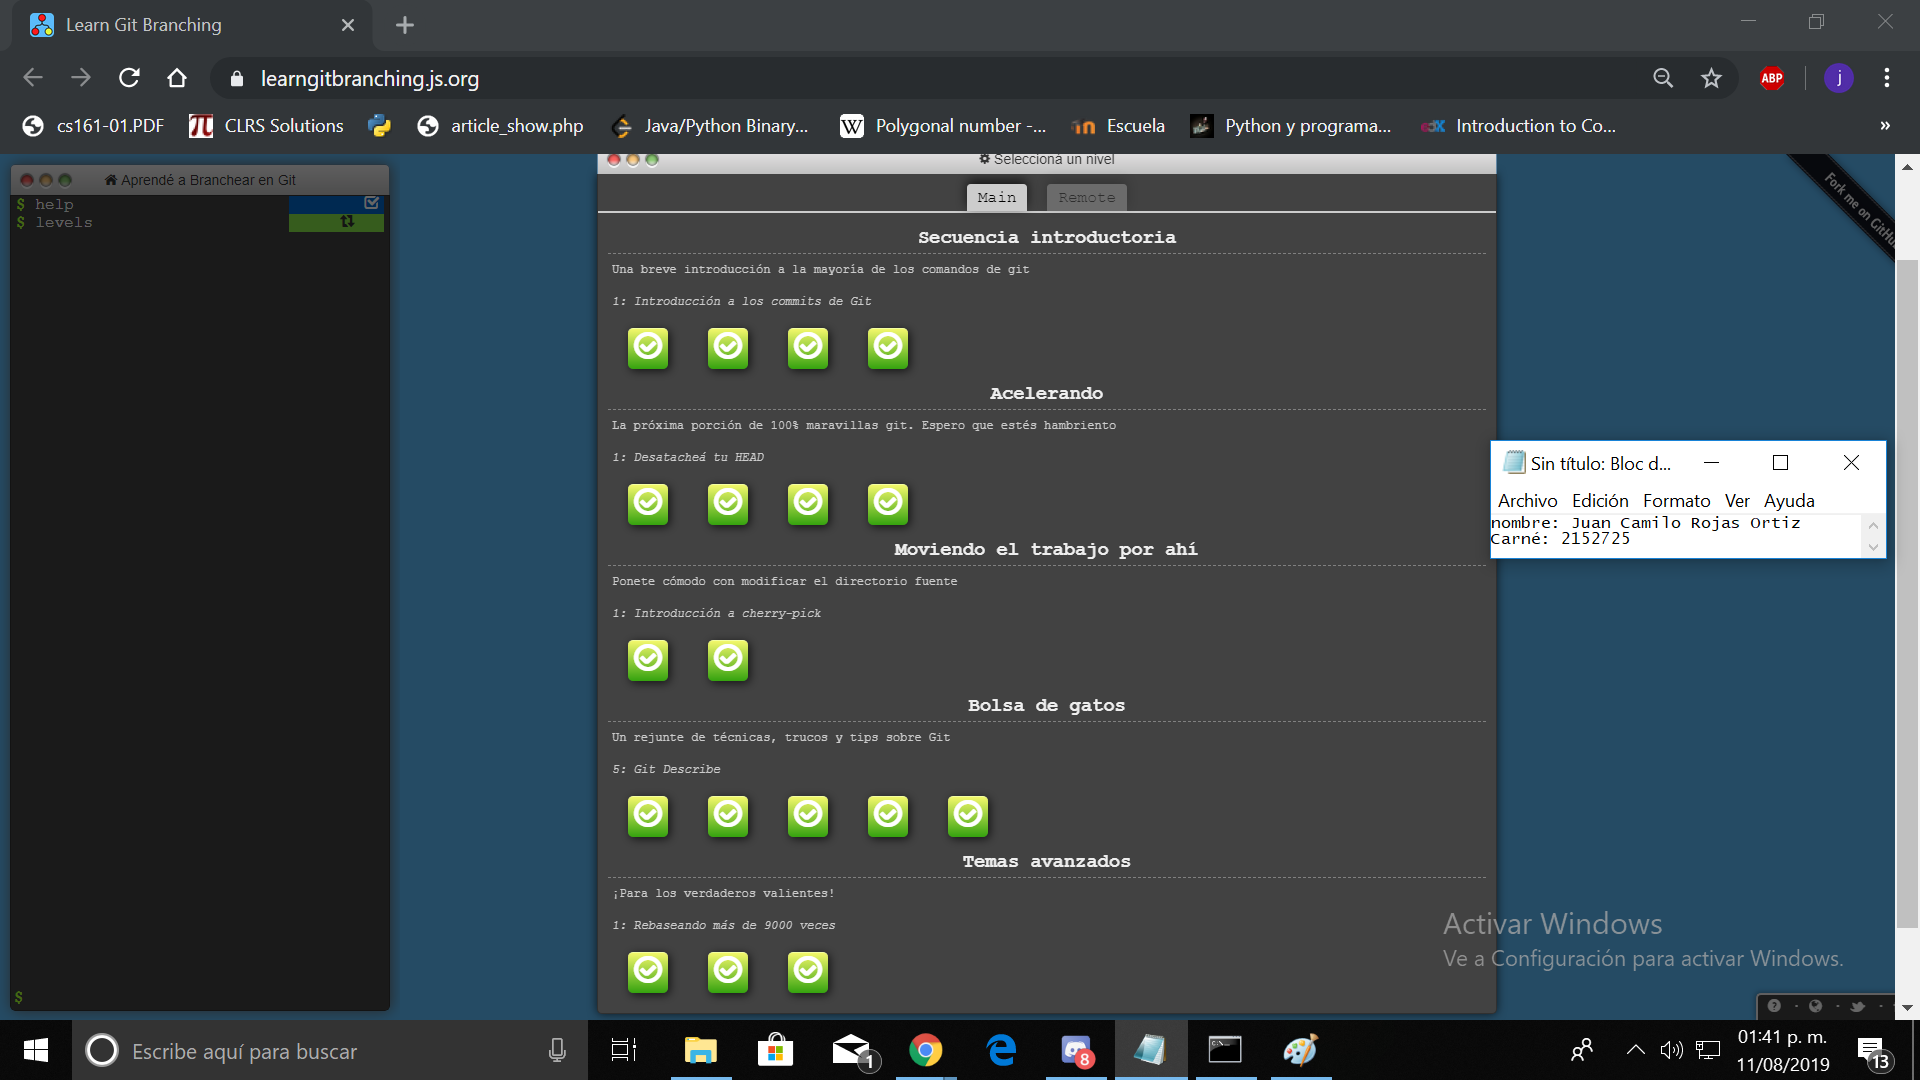 Learn Git Branching
learngitbranching.js.org
ABP
j
cs161-01.PDF
CLRS Solutions
article_show.php
Java/Python Binary...
W
Polygonal number -...
Escuela
Python y programa...
edX
Introduction to Co...
»
Aprendé a Branchear en Git
$ help
$ levels
$
Seleccioná un nivel
Main
Remote
Secuencia introductoria
Una breve introducción a la mayoría de los comandos de git
1: Introducción a los commits de Git
Acelerando
La próxima porción de 100% maravillas git. Espero que estés hambriento
1: Desatacheá tu HEAD
Moviendo el trabajo por ahí
Ponete cómodo con modificar el directorio fuente
1: Introducción a cherry-pick
Bolsa de gatos
Un rejunte de técnicas, trucos y tips sobre Git
5: Git Describe
Temas avanzados
¡Para los verdaderos valientes!
1: Rebaseando más de 9000 veces
Fork me on GitHu
Sin título: Bloc d...
Archivo Edición Formato Ver Ayuda
nombre: Juan Camilo Rojas Ortiz
Carné: 2152725
Activar Windows
Ve a Configuración para activar Windows.
Escribe aquí para buscar
1
8
01:41 p. m.
11/08/2019
13